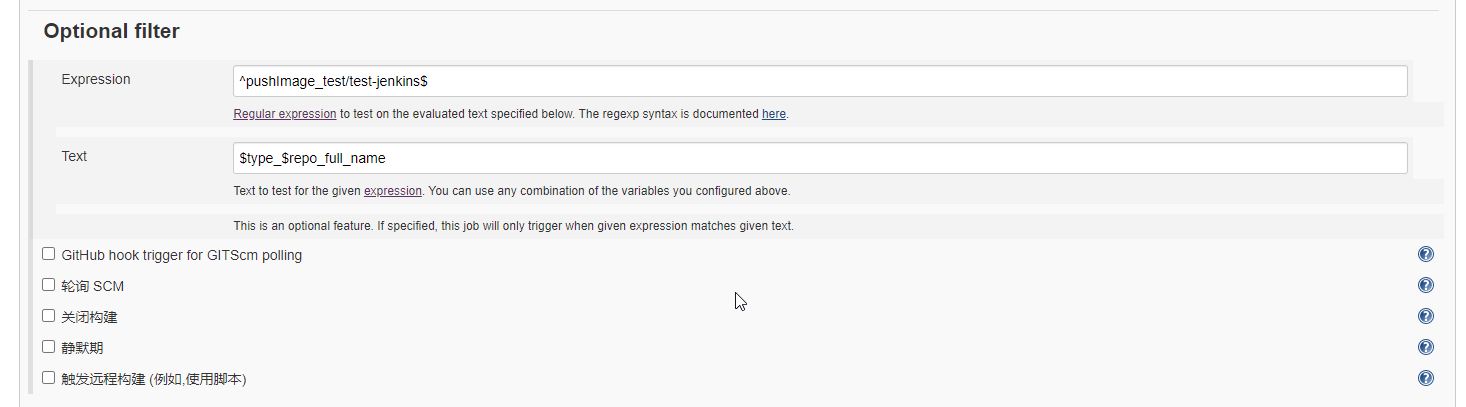 Optional filter
Expression
^pushImage_test/test-jenkins$
Regular expression to test on the evaluated text specified below. The regexp syntax is documented here.
Text
$type_$repo_full_name
Text to test for the given expression. You can use any combination of the variables you configured above.
This is an optional feature. If specified, this job will only trigger when given expression matches given text.
GitHub hook trigger for GITScm polling
轮询 SCM
关闭构建
静默期
触发远程构建 (例如,使用脚本)